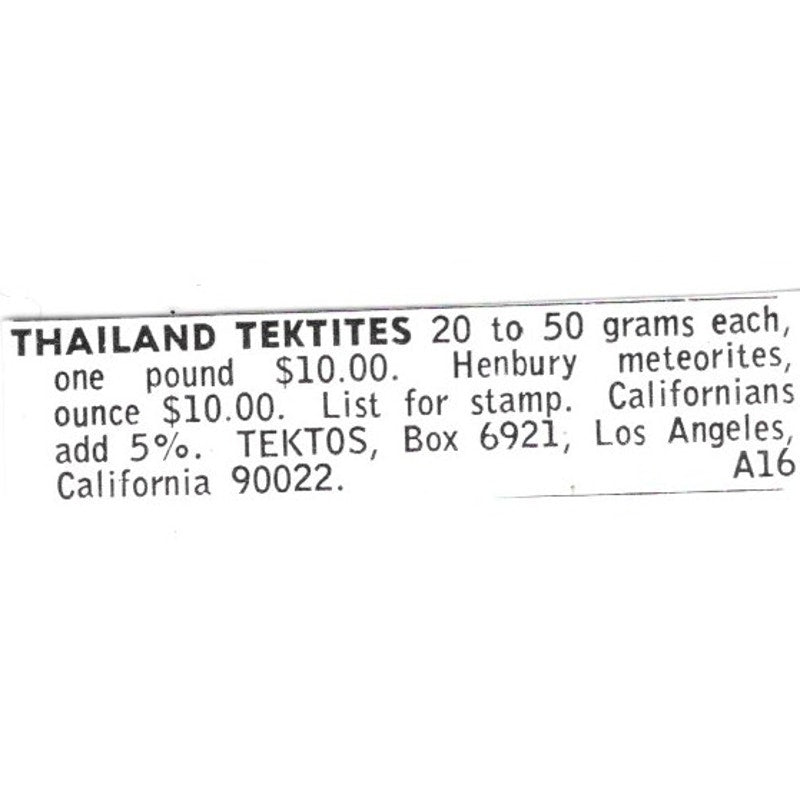 THAILAND TEKTITES 20 to 50 grams each,
one pound $10.00. Henbury meteorites,
ounce $10.00. List for stamp. Californians
add 5%. TEKTOS, Box 6921, Los Angeles,
California 90022. A16